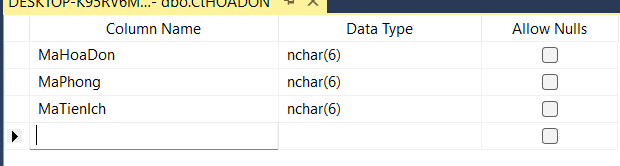 DESKTOP-K95RV6M...- dbo.CTHOADON
Column Name Data Type Allow Nulls
MaHoaDon nchar(6)
MaPhong nchar(6)
MaTienIch nchar(6)